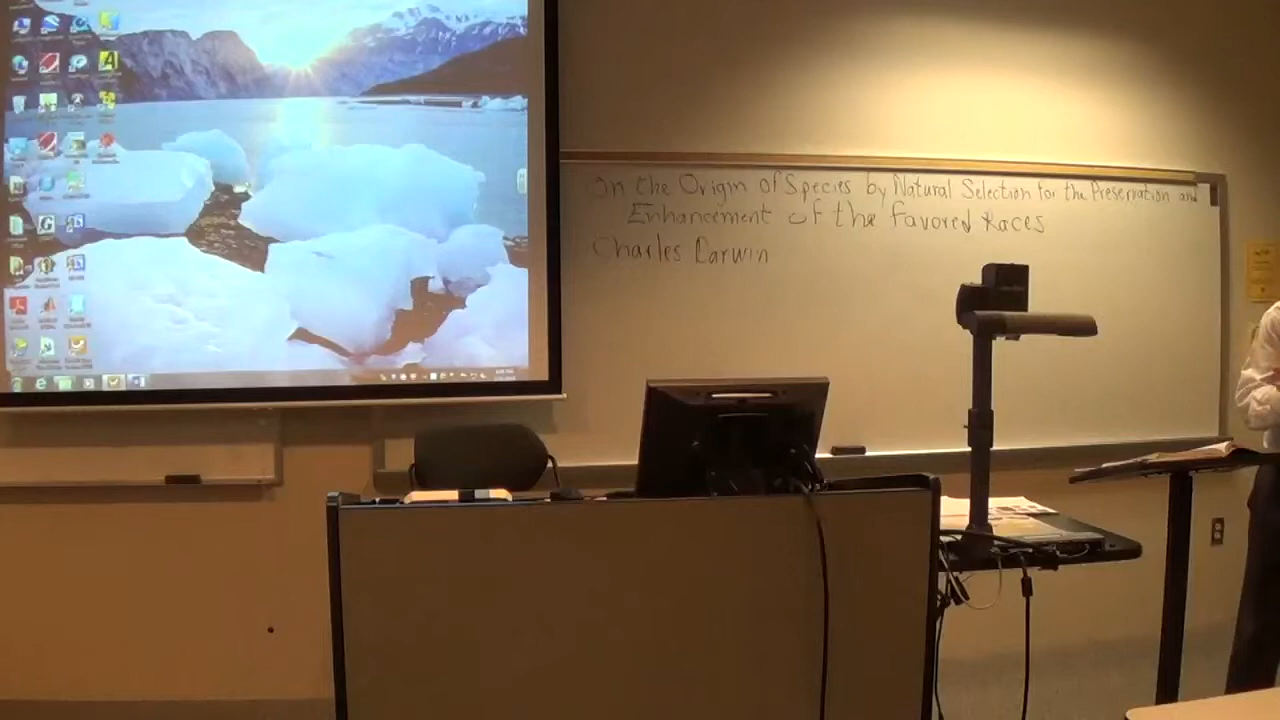 On the Origin of Species by Natural Selection for the Preservation and
Enhancement of the Favored Races
Charles Darwin